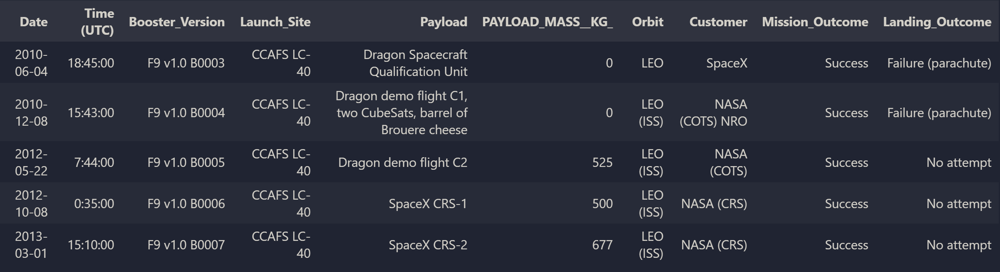 Date Time (UTC) Booster_Version Launch_Site Payload PAYLOAD_MASS__KG_ Orbit Customer Mission_Outcome Landing_Outcome
2010-06-04 18:45:00 F9 v1.0 B0003 CCAFS LC-40 Dragon Spacecraft Qualification Unit 0 LEO SpaceX Success Failure (parachute)
2010-12-08 15:43:00 F9 v1.0 B0004 CCAFS LC-40 Dragon demo flight C1, two CubeSats, barrel of Brouere cheese 0 LEO (ISS) NASA (COTS) NRO Success Failure (parachute)
2012-05-22 7:44:00 F9 v1.0 B0005 CCAFS LC-40 Dragon demo flight C2 525 LEO (ISS) NASA (COTS) Success No attempt
2012-10-08 0:35:00 F9 v1.0 B0006 CCAFS LC-40 SpaceX CRS-1 500 LEO (ISS) NASA (CRS) Success No attempt
2013-03-01 15:10:00 F9 v1.0 B0007 CCAFS LC-40 SpaceX CRS-2 677 LEO (ISS) NASA (CRS) Success No attempt